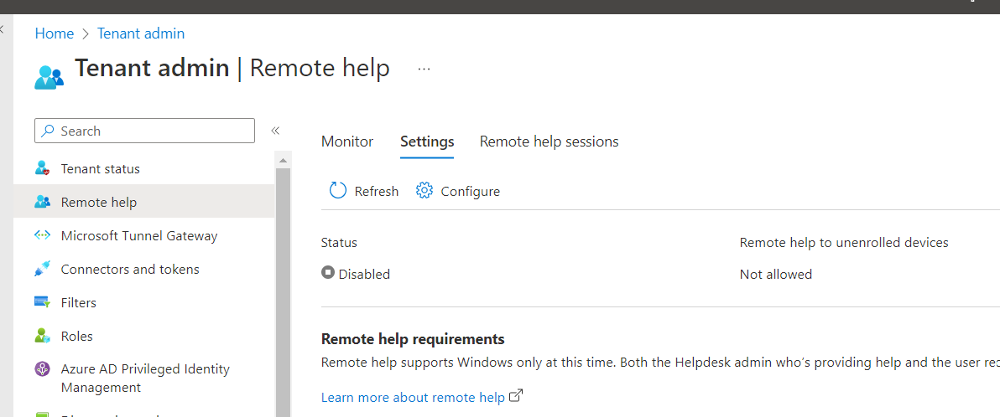 Home > Tenant admin
Tenant admin | Remote help ...
Search «
Tenant status
Remote help
Microsoft Tunnel Gateway
Connectors and tokens
Filters
Roles
Azure AD Privileged Identity
Management
Monitor Settings Remote help sessions
Refresh Configure
Status
Disabled
Remote help to unenrolled devices
Not allowed
Remote help requirements
Remote help supports Windows only at this time. Both the Helpdesk admin who's providing help and the user rec
Learn more about remote help